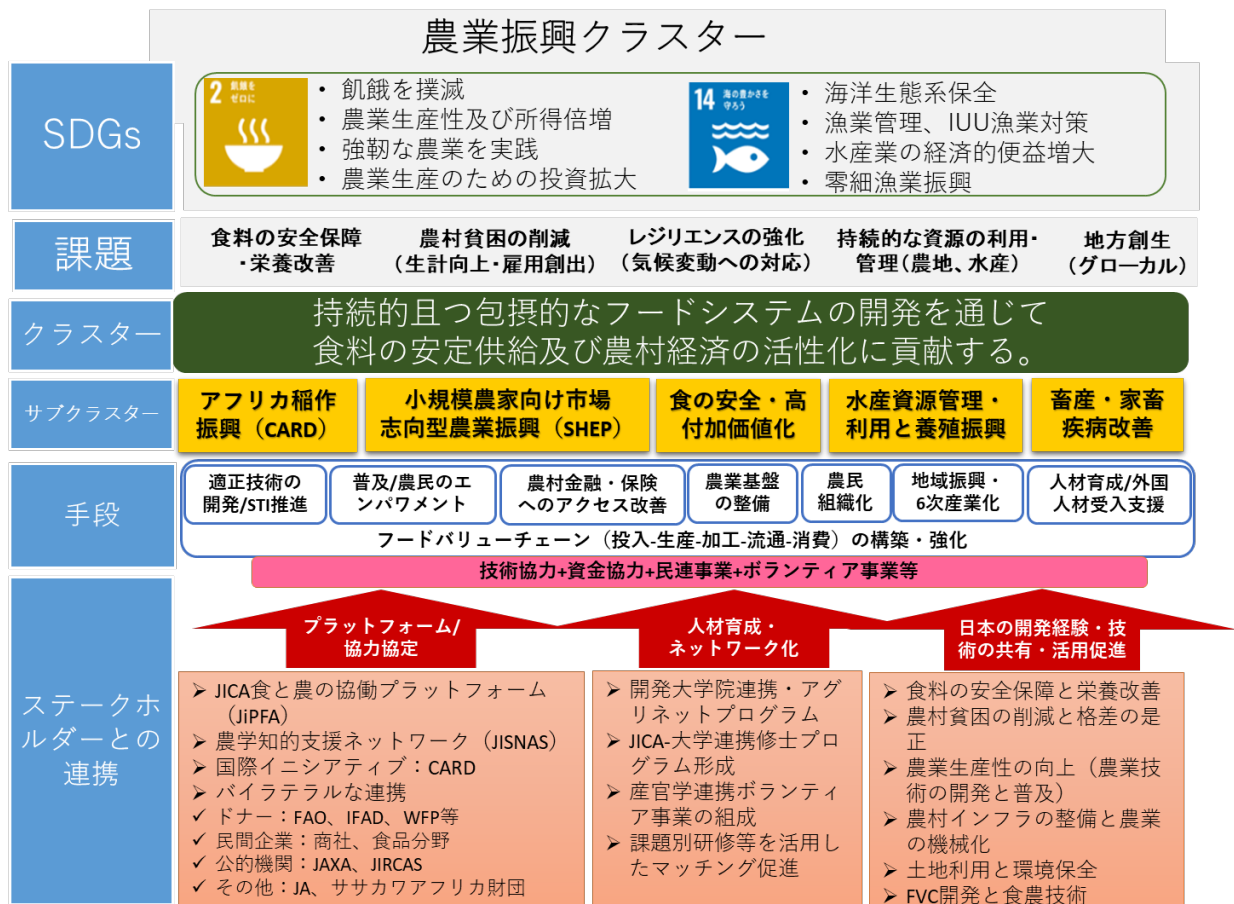 農業振興クラスター
SDGs
2 飢餓を
ゼロに
• 飢餓を撲滅
• 農業生産性及び所得倍増
• 強靭な農業を実践
• 農業生産のための投資拡大
14 海の豊かさを
守ろう
• 海洋生態系保全
• 漁業管理、IUU漁業対策
• 水産業の経済的便益増大
• 零細漁業振興
課題
食料の安全保障
・栄養改善
農村貧困の削減
（生計向上・雇用創出）
レジリエンスの強化
（気候変動への対応）
持続的な資源の利用・
管理（農地、水産）
地方創生
（グローカル）
クラスター
持続的且つ包摂的なフードシステムの開発を通じて
食料の安定供給及び農村経済の活性化に貢献する。
サブクラスター
アフリカ稲作
振興（CARD）
小規模農家向け市場
志向型農業振興（SHEP）
食の安全・高
付加価値化
水産資源管理・
利用と養殖振興
畜産・家畜
疾病改善
手段
適正技術の
開発/STI推進
普及/農民のエ
ンパワメント
農村金融・保険
へのアクセス改善
農業基盤
の整備
農民
組織化
地域振興・
6次産業化
人材育成/外国
人材受入支援
フードバリューチェーン（投入-生産-加工-流通-消費）の構築・強化
技術協力+資金協力+民連事業+ボランティア事業等
ステークホ
ルダーとの
連携
プラットフォーム/
協力協定
➢ JICA食と農の協働プラットフォーム
（JiPFA）
➢ 農学知的支援ネットワーク（JISNAS）
➢ 国際イニシアティブ：CARD
➢ バイラテラルな連携
✓ ドナー：FAO、IFAD、WFP等
✓ 民間企業：商社、食品分野
✓ 公的機関：JAXA、JIRCAS
✓ その他：JA、ササカワアフリカ財団
人材育成・
ネットワーク化
➢ 開発大学院連携・アグ
リネットプログラム
➢ JICA-大学連携修士プロ
グラム形成
➢ 産官学連携ボランティ
ア事業の組成
➢ 課題別研修等を活用し
たマッチング促進
日本の開発経験・技
術の共有・活用促進
➢ 食料の安全保障と栄養改善
➢ 農村貧困の削減と格差の是
正
➢ 農業生産性の向上（農業技
術の開発と普及）
➢ 農村インフラの整備と農業
の機械化
➢ 土地利用と環境保全
➢ FVC開発と食農技術